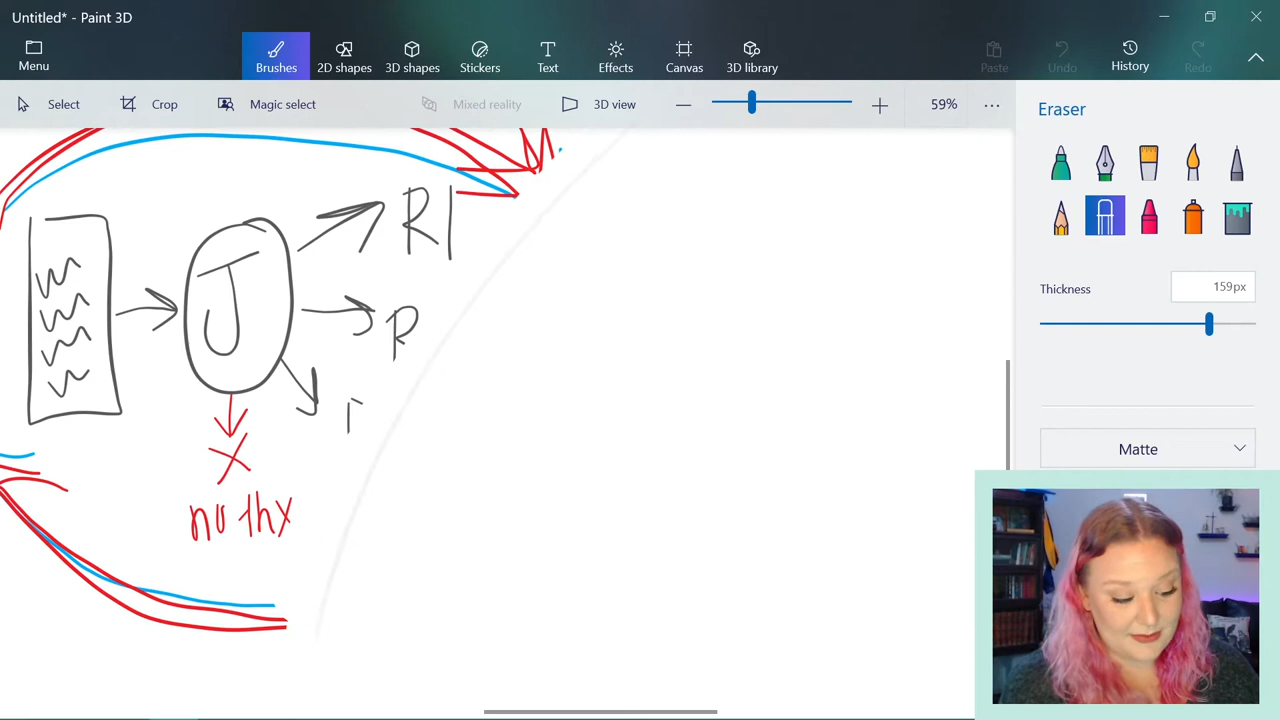 Untitled* - Paint 3D
Menu
Brushes
2D shapes
3D shapes
Stickers
Text
Effects
Canvas
3D library
Paste
Undo
History
Redo
Select
Crop
Magic select
Mixed reality
3D view
59%
Eraser
Thickness
159px
Matte
J
R
R
X
no thx